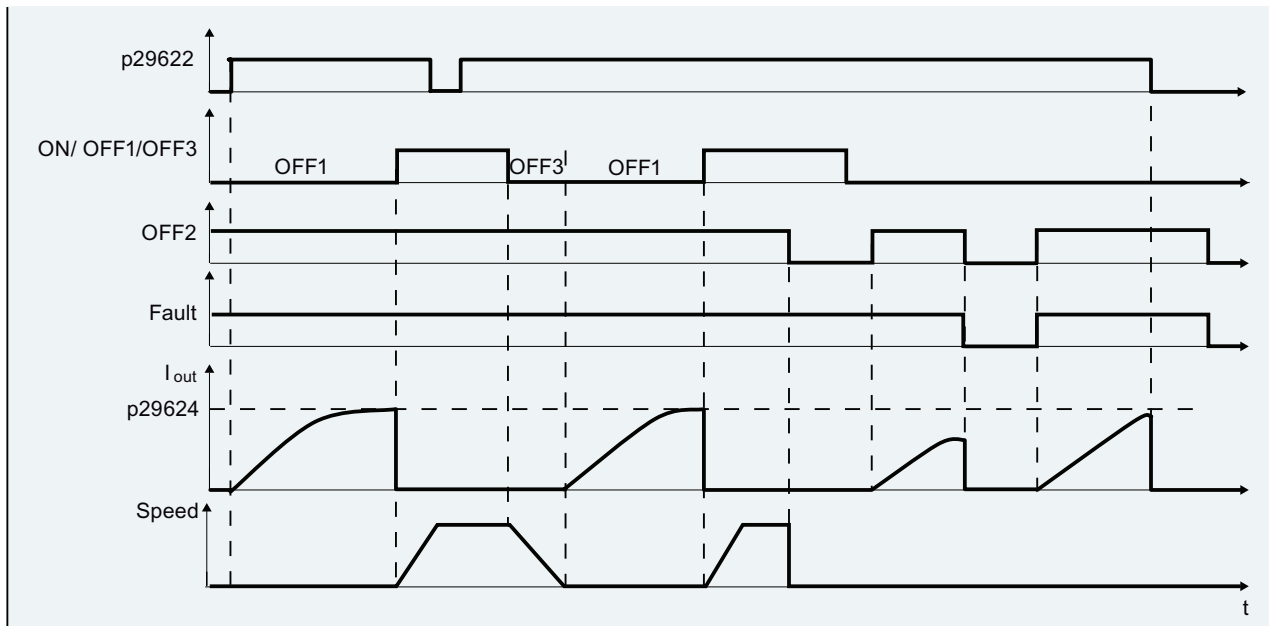 p29622
ON/ OFF1/OFF3
OFF1
OFF3
OFF1
OFF2
Fault
I out
p29624
Speed
t